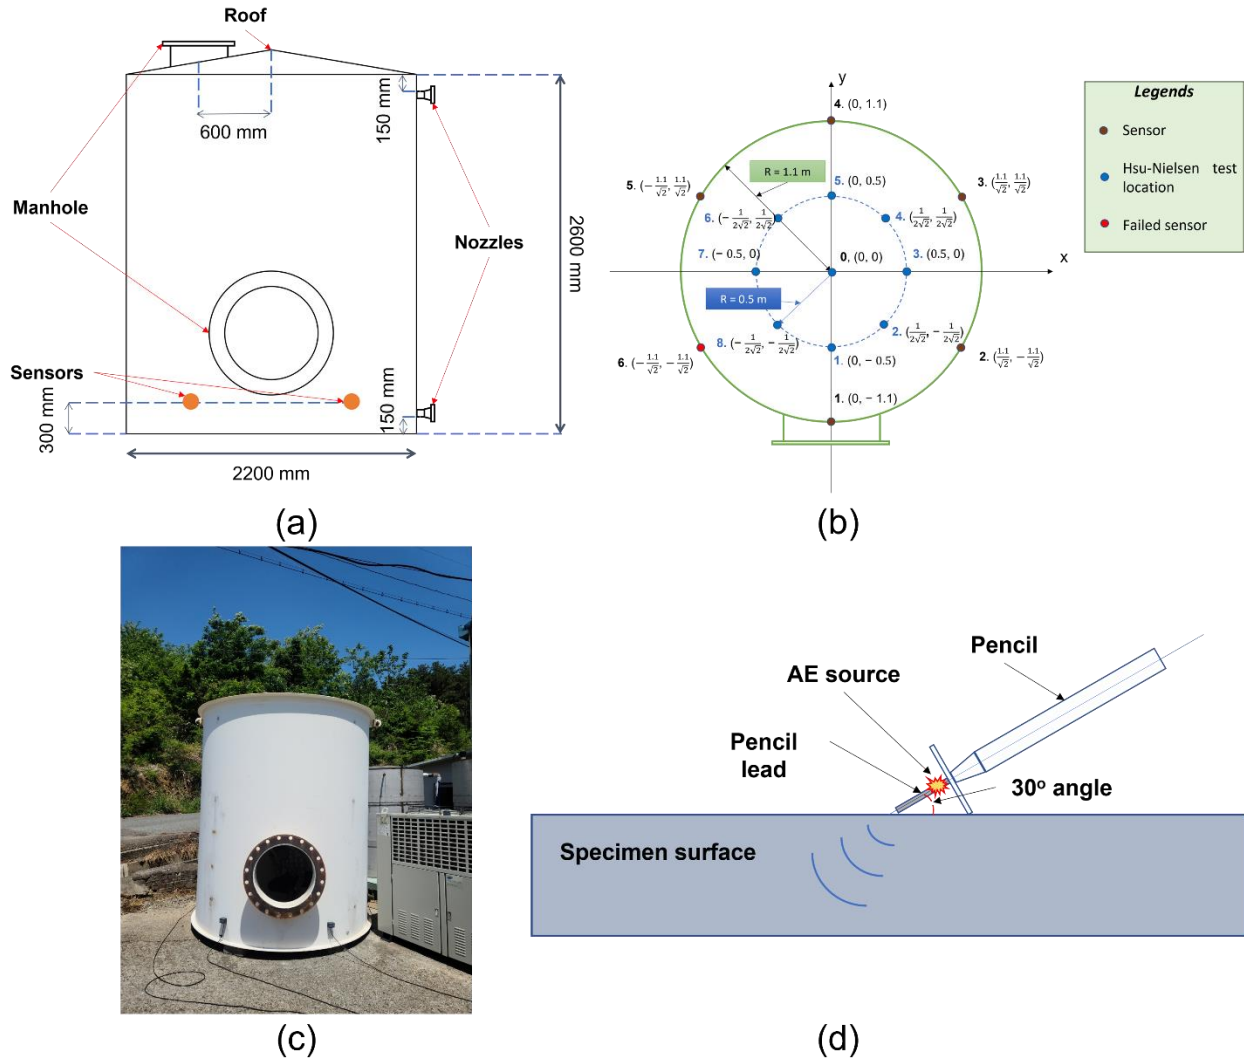 Roof
150 mm
600 mm
Manhole
Nozzles
2600 mm
Sensors
300 mm
150 mm
2200 mm
(a)
y
4. (0, 1.1)
R = 1.1 m
5. (−1.1/√2, 1.1/√2)
5. (0, 0.5)
3. (1.1/√2, 1.1/√2)
6. (−1/2√2, 1/2√2)
4. (1/2√2, 1/2√2)
7. (− 0.5, 0)
0, (0, 0)
3. (0.5, 0)
x
R = 0.5 m
8. (−1/2√2, −1/2√2)
2. (1/2√2, −1/2√2)
6. (−1.1/√2, −1.1/√2)
1. (0, − 0.5)
2. (1.1/√2, −1.1/√2)
1. (0, − 1.1)
Legends
Sensor
Hsu-Nielsen test
location
Failed sensor
(b)
(c)
Pencil
AE source
Pencil
lead
30º angle
Specimen surface
(d)